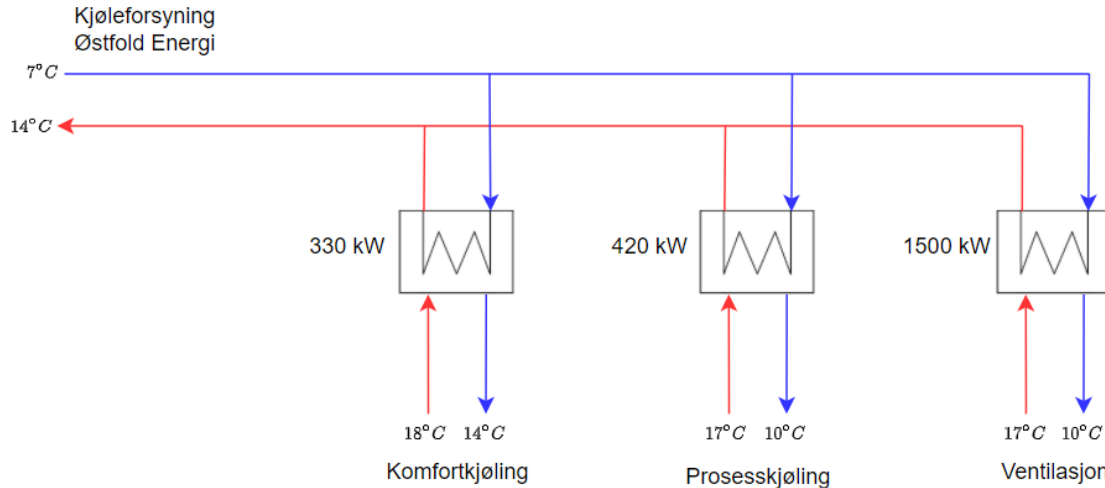 Kjøleforsyning
Østfold Energi
7°C
14°C
330 kW
420 kW
1500 kW
18°C 14°C
17°C 10°C
17°C 10°C
Komfortkjøling
Prosesskjøling
Ventilasjon